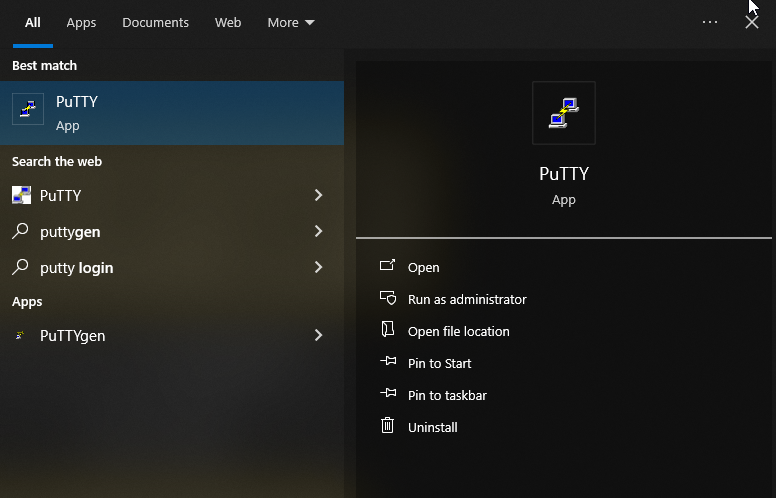 All Apps Documents Web More
Best match
PuTTY
App
Search the web
PuTTY
puttygen
putty login
Apps
PuTTYgen
PuTTY
App
Open
Run as administrator
Open file location
Pin to Start
Pin to taskbar
Uninstall